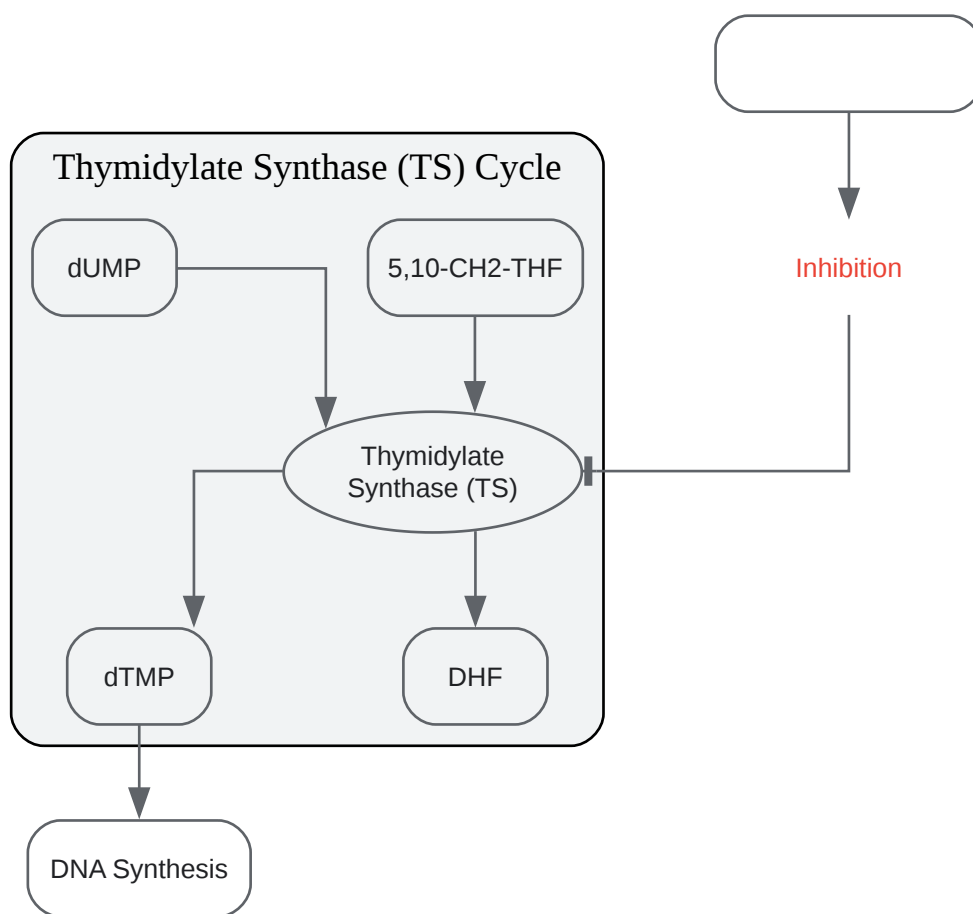 Thymidylate Synthase (TS) Cycle
dUMP
5,10-CH2-THF
Inhibition
Thymidylate
Synthase (TS)
dTMP
DHF
DNA Synthesis